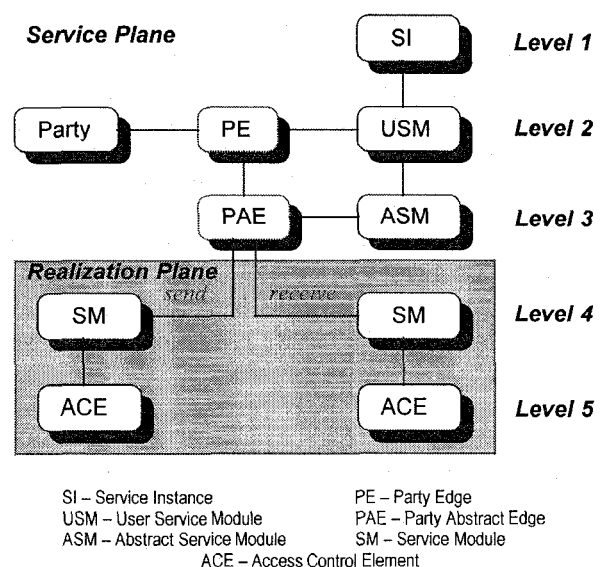 Service Plane
SI
Level 1
Party
PE
USM
Level 2
PAE
ASM
Level 3
Realization Plane
send
receive
SM
SM
Level 4
ACE
ACE
Level 5
SI – Service Instance
PE – Party Edge
USM – User Service Module
PAE – Party Abstract Edge
ASM – Abstract Service Module
SM – Service Module
ACE – Access Control Element